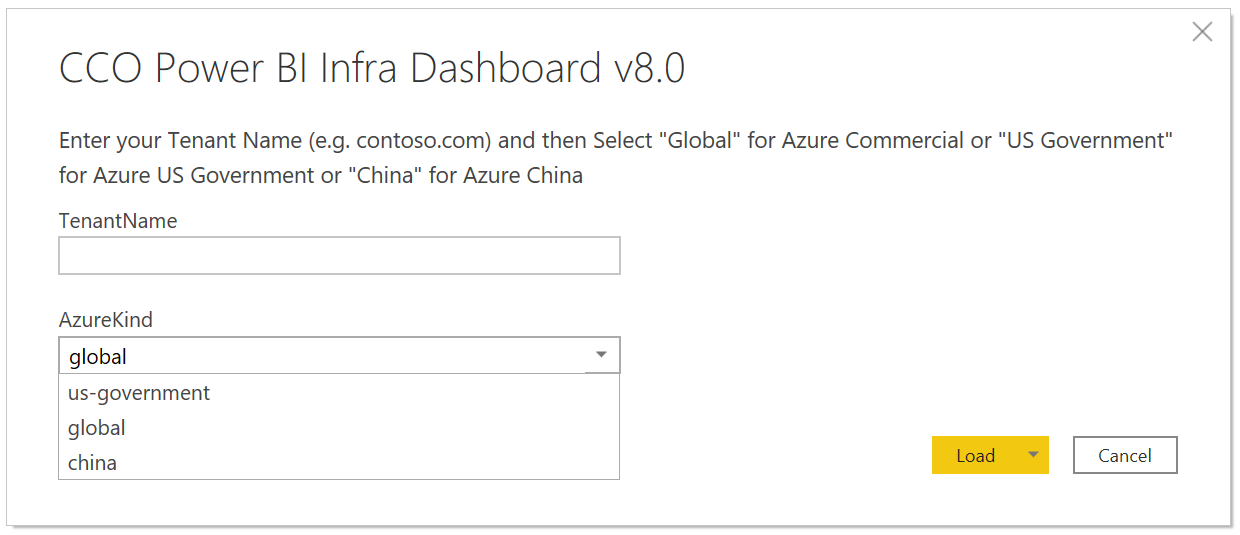 CCO Power BI Infra Dashboard v8.0
Enter your Tenant Name (e.g. contoso.com) and then Select "Global" for Azure Commercial or "US Government"
for Azure US Government or "China" for Azure China
TenantName
AzureKind
global
us-government
global
china
Load
Cancel